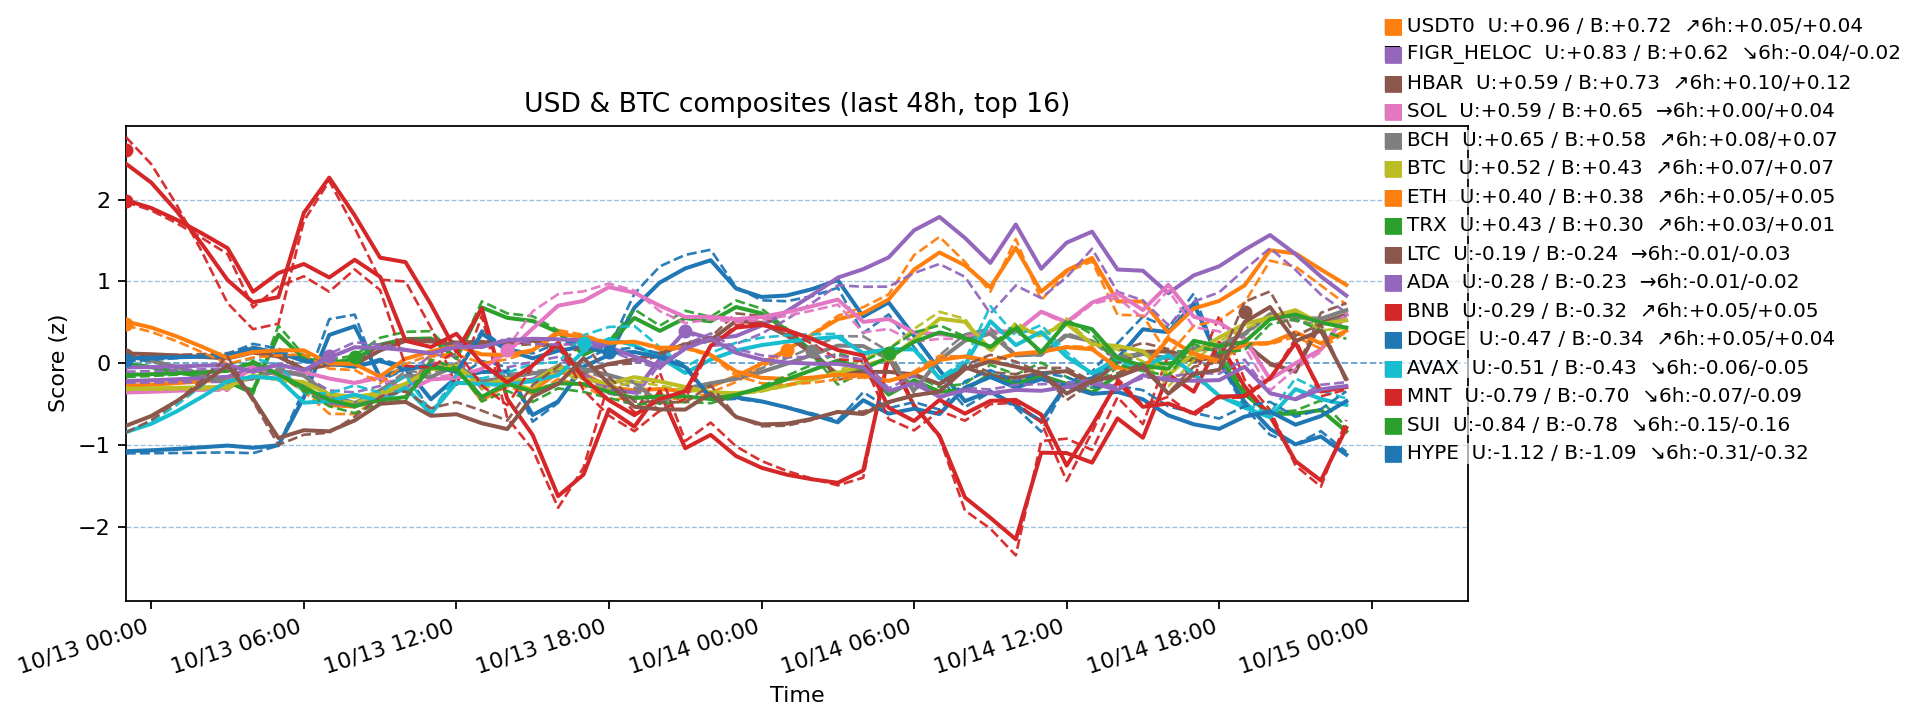 USDT0 U:+0.96 / B:+0.72 ↗6h:+0.05/+0.04
FIGR_HELOC U:+0.83 / B:+0.62 ↘6h:-0.04/-0.02
HBAR U:+0.59 / B:+0.73 ↗6h:+0.10/+0.12
SOL U:+0.59 / B:+0.65 →6h:+0.00/+0.04
BCH U:+0.65 / B:+0.58 ↗6h:+0.08/+0.07
BTC U:+0.52 / B:+0.43 ↗6h:+0.07/+0.07
ETH U:+0.40 / B:+0.38 ↗6h:+0.05/+0.05
TRX U:+0.43 / B:+0.30 ↗6h:+0.03/+0.01
LTC U:-0.19 / B:-0.24 →6h:-0.01/-0.03
ADA U:-0.28 / B:-0.23 →6h:-0.01/-0.02
BNB U:-0.29 / B:-0.32 ↗6h:+0.05/+0.05
DOGE U:-0.47 / B:-0.34 ↗6h:+0.05/+0.04
AVAX U:-0.51 / B:-0.43 ↘6h:-0.06/-0.05
MNT U:-0.79 / B:-0.70 ↘6h:-0.07/-0.09
SUI U:-0.84 / B:-0.78 ↘6h:-0.15/-0.16
HYPE U:-1.12 / B:-1.09 ↘6h:-0.31/-0.32
USD & BTC composites (last 48h, top 16)
Score (z)
2
1
0
−1
−2
10/13 00:00
10/13 06:00
10/13 12:00
10/13 18:00
10/14 00:00
10/14 06:00
10/14 12:00
10/14 18:00
10/15 00:00
Time